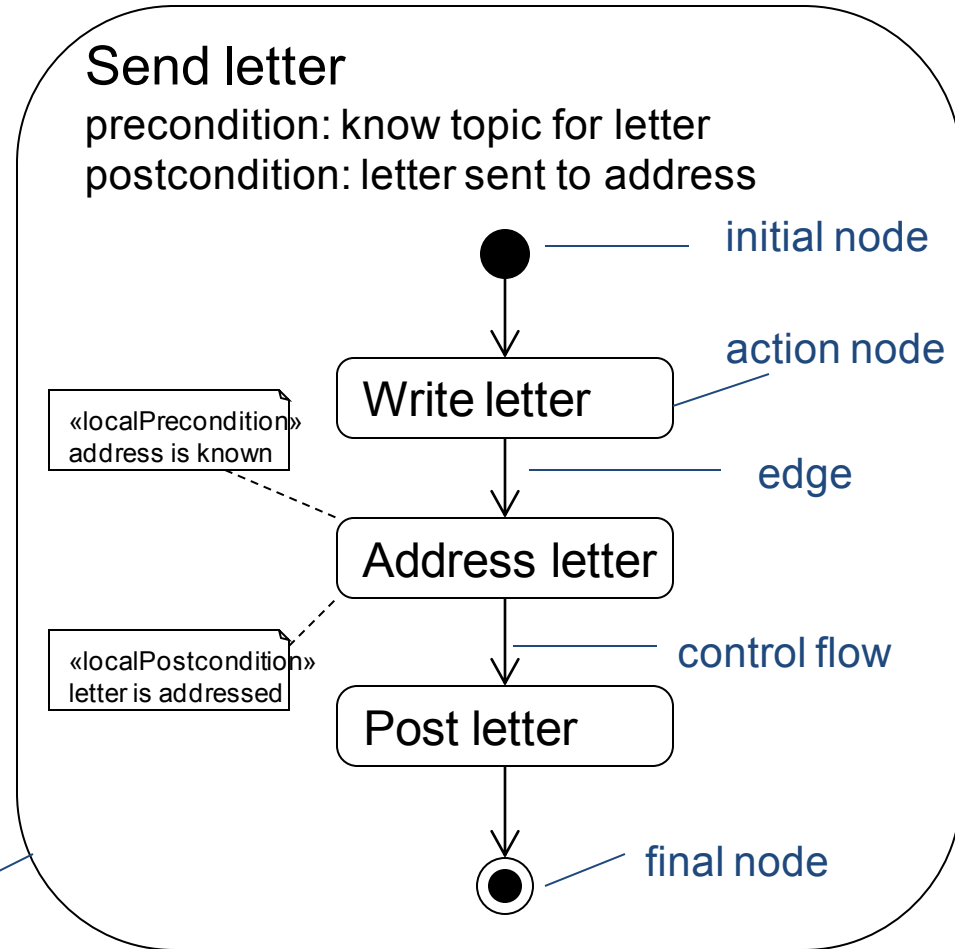 Send letter
precondition: know topic for letter
postcondition: letter sent to address
initial node
action node
Write letter
«localPrecondition»
address is known
edge
Address letter
control flow
«localPostcondition»
letter is addressed
Post letter
final node